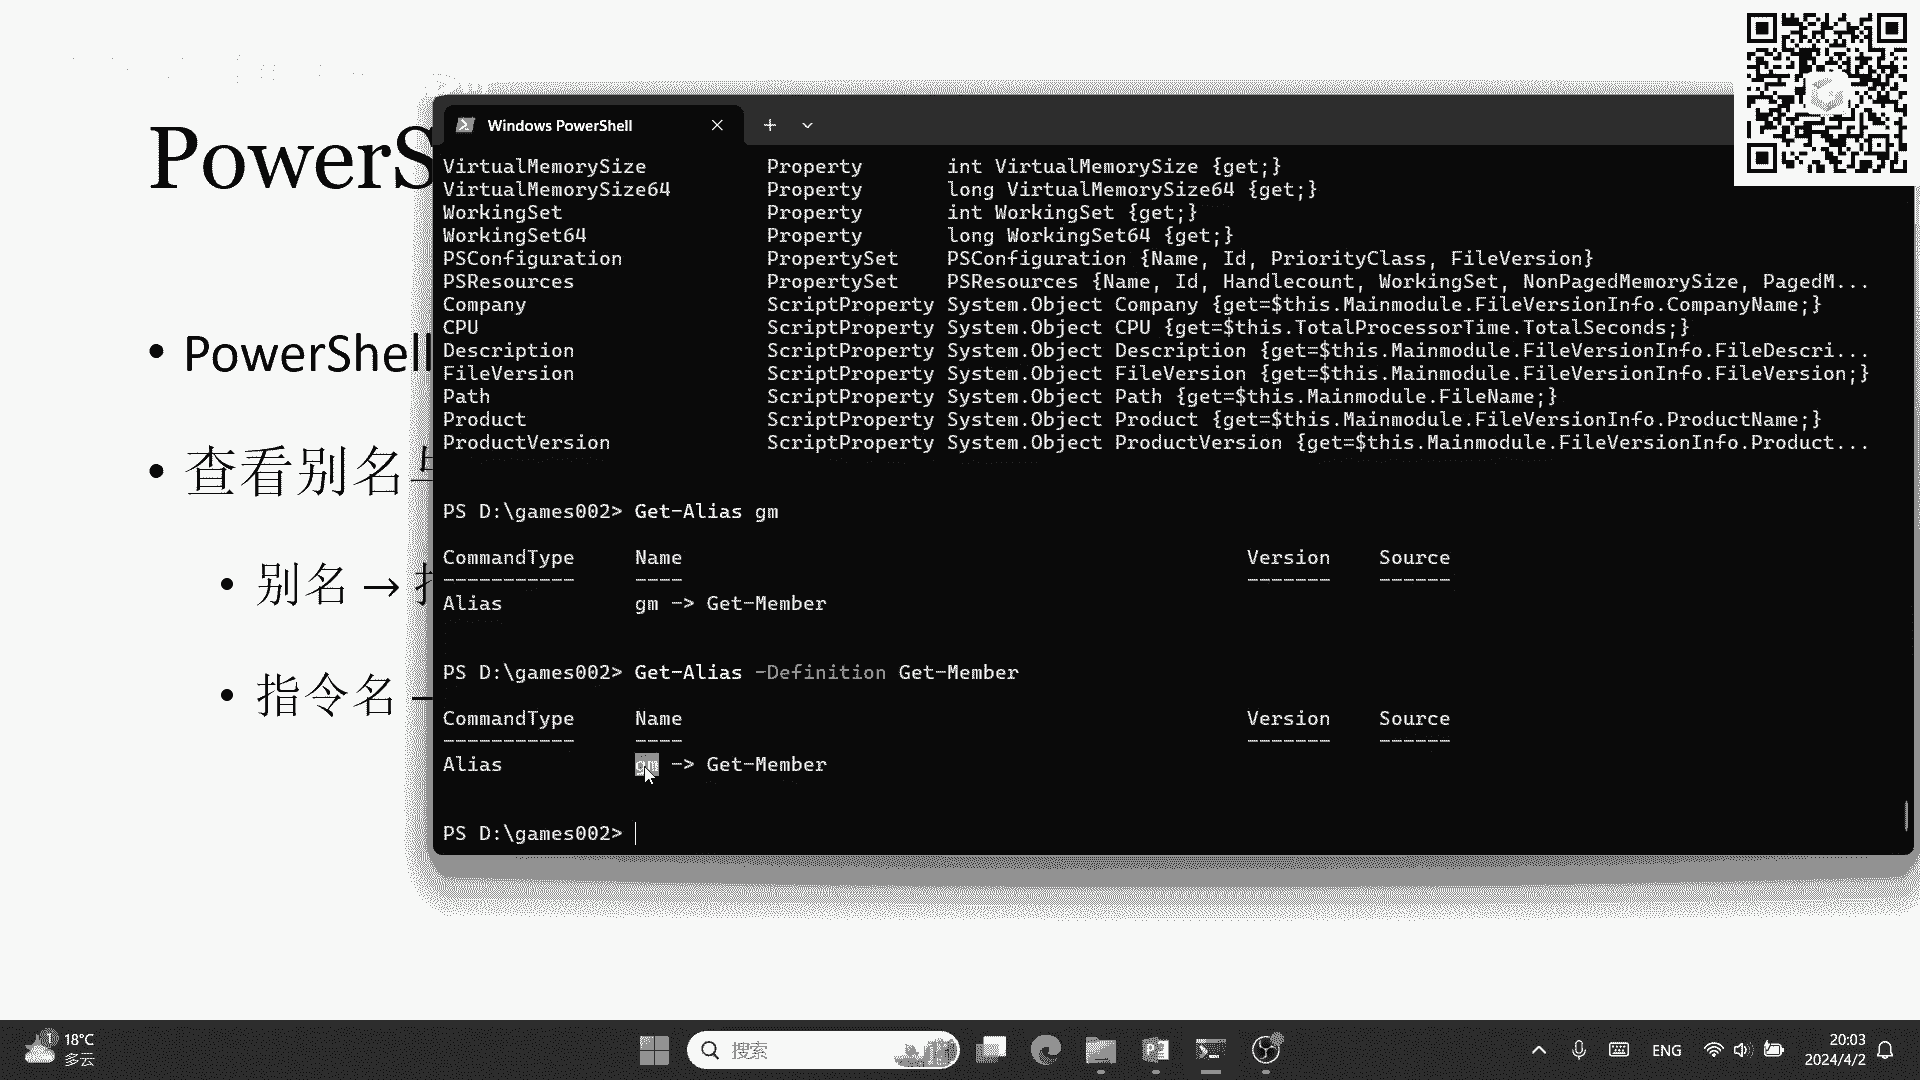 PowerS
PowerShell
查看别名
别名 →
指令名
Windows PowerShell
VirtualMemorySize Property int VirtualMemorySize {get;}
VirtualMemorySize64 Property long VirtualMemorySize64 {get;}
WorkingSet Property int WorkingSet {get;}
WorkingSet64 Property long WorkingSet64 {get;}
PSConfiguration PropertySet PSConfiguration {Name, Id, PriorityClass, FileVersion}
PSResources PropertySet PSResources {Name, Id, Handlecount, WorkingSet, NonPagedMemorySize, PagedM...
Company ScriptProperty System.Object Company {get=$this.Mainmodule.FileVersionInfo.CompanyName;}
CPU ScriptProperty System.Object CPU {get=$this.TotalProcessorTime.TotalSeconds;}
Description ScriptProperty System.Object Description {get=$this.Mainmodule.FileVersionInfo.FileDescri...
FileVersion ScriptProperty System.Object FileVersion {get=$this.Mainmodule.FileVersionInfo.FileVersion;}
Path ScriptProperty System.Object Path {get=$this.Mainmodule.FileName;}
Product ScriptProperty System.Object Product {get=$this.Mainmodule.FileVersionInfo.ProductName;}
ProductVersion ScriptProperty System.Object ProductVersion {get=$this.Mainmodule.FileVersionInfo.Product...
PS D:\games002> Get-Alias gm
CommandType Name Version Source
----------- ---- ------- ------
Alias gm -> Get-Member
PS D:\games002> Get-Alias -Definition Get-Member
CommandType Name Version Source
----------- ---- ------- ------
Alias gm -> Get-Member
PS D:\games002>
18°C
多云
搜索
ENG
20:03
2024/4/2